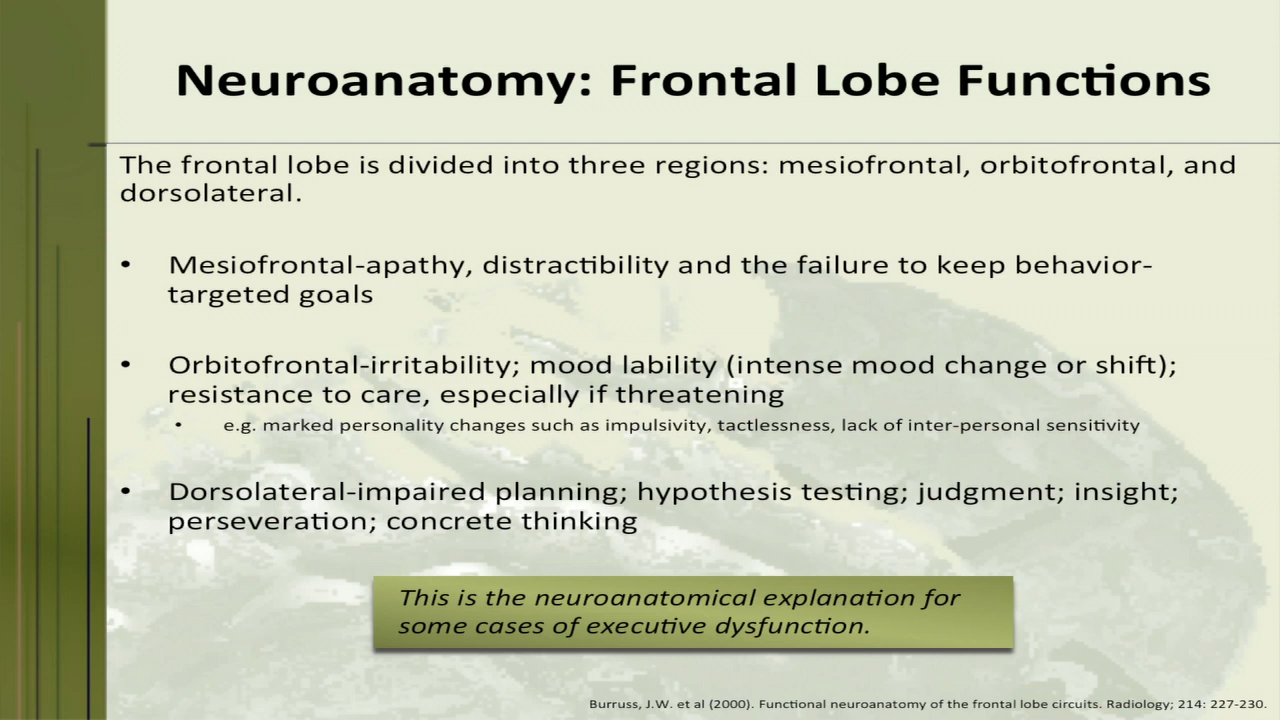 Neuroanatomy: Frontal Lobe Functions
The frontal lobe is divided into three regions: mesiofrontal, orbitofrontal, and
dorsolateral.
• Mesiofrontal-apathy, distractibility and the failure to keep behavior-
targeted goals
• Orbitofrontal-irritability; mood lability (intense mood change or shift);
resistance to care, especially if threatening
• e.g. marked personality changes such as impulsivity, tactlessness, lack of inter-personal sensitivity
• Dorsolateral-impaired planning; hypothesis testing; judgment; insight;
perseveration; concrete thinking
This is the neuroanatomical explanation for
some cases of executive dysfunction.
Burruss, J.W. et al (2000). Functional neuroanatomy of the frontal lobe circuits. Radiology; 214: 227-230.